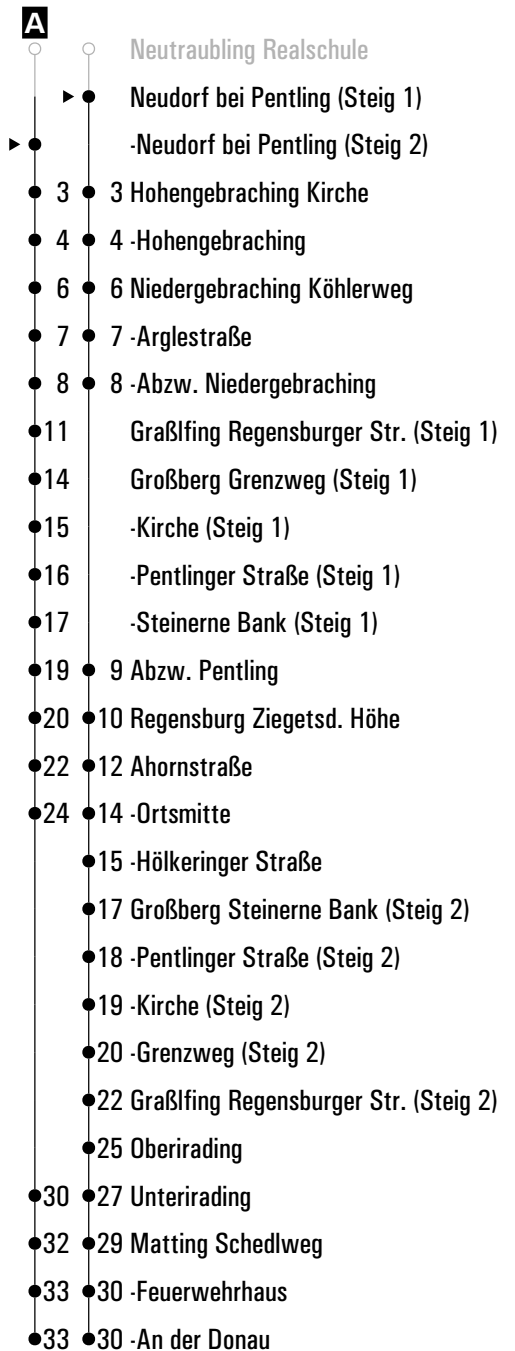 A
Neutraubling Realschule
Neudorf bei Pentling (Steig 1)
-Neudorf bei Pentling (Steig 2)
3 3 Hohengebraching Kirche
4 4 -Hohengebraching
6 6 Niedergebraching Köhlerweg
7 7 -Arglestraße
8 8 -Abzw. Niedergebraching
11 Graßlfing Regensburger Str. (Steig 1)
14 Großberg Grenzweg (Steig 1)
15 -Kirche (Steig 1)
16 -Pentlinger Straße (Steig 1)
17 -Steinerne Bank (Steig 1)
19 9 Abzw. Pentling
20 10 Regensburg Ziegetsd. Höhe
22 12 Ahornstraße
24 14 -Ortsmitte
15 -Hölkeringer Straße
17 Großberg Steinerne Bank (Steig 2)
18 -Pentlinger Straße (Steig 2)
19 -Kirche (Steig 2)
20 -Grenzweg (Steig 2)
22 Graßlfing Regensburger Str. (Steig 2)
25 Oberirading
30 27 Unterirading
32 29 Matting Schedlweg
33 30 -Feuerwehrhaus
33 30 -An der Donau